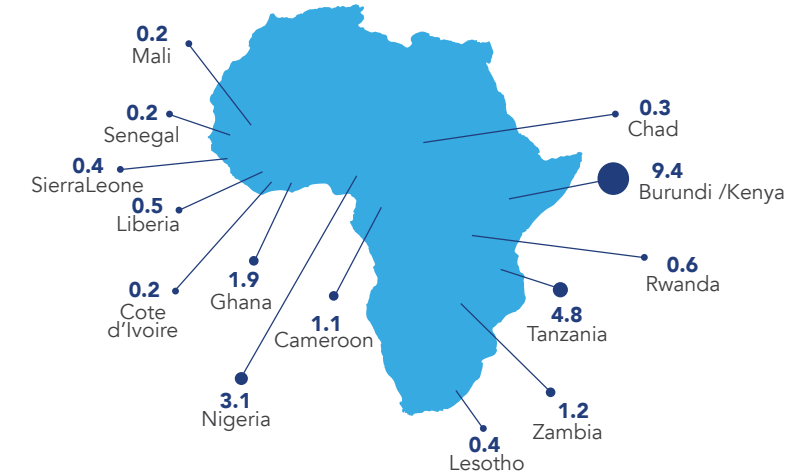 0.2
Mali
0.2
Senegal
0.4
SierraLeone
0.5
Liberia
0.2
Cote
d’Ivoire
1.9
Ghana
3.1
Nigeria
1.1
Cameroon
0.3
Chad
9.4
Burundi /Kenya
0.6
Rwanda
4.8
Tanzania
1.2
Zambia
0.4
Lesotho